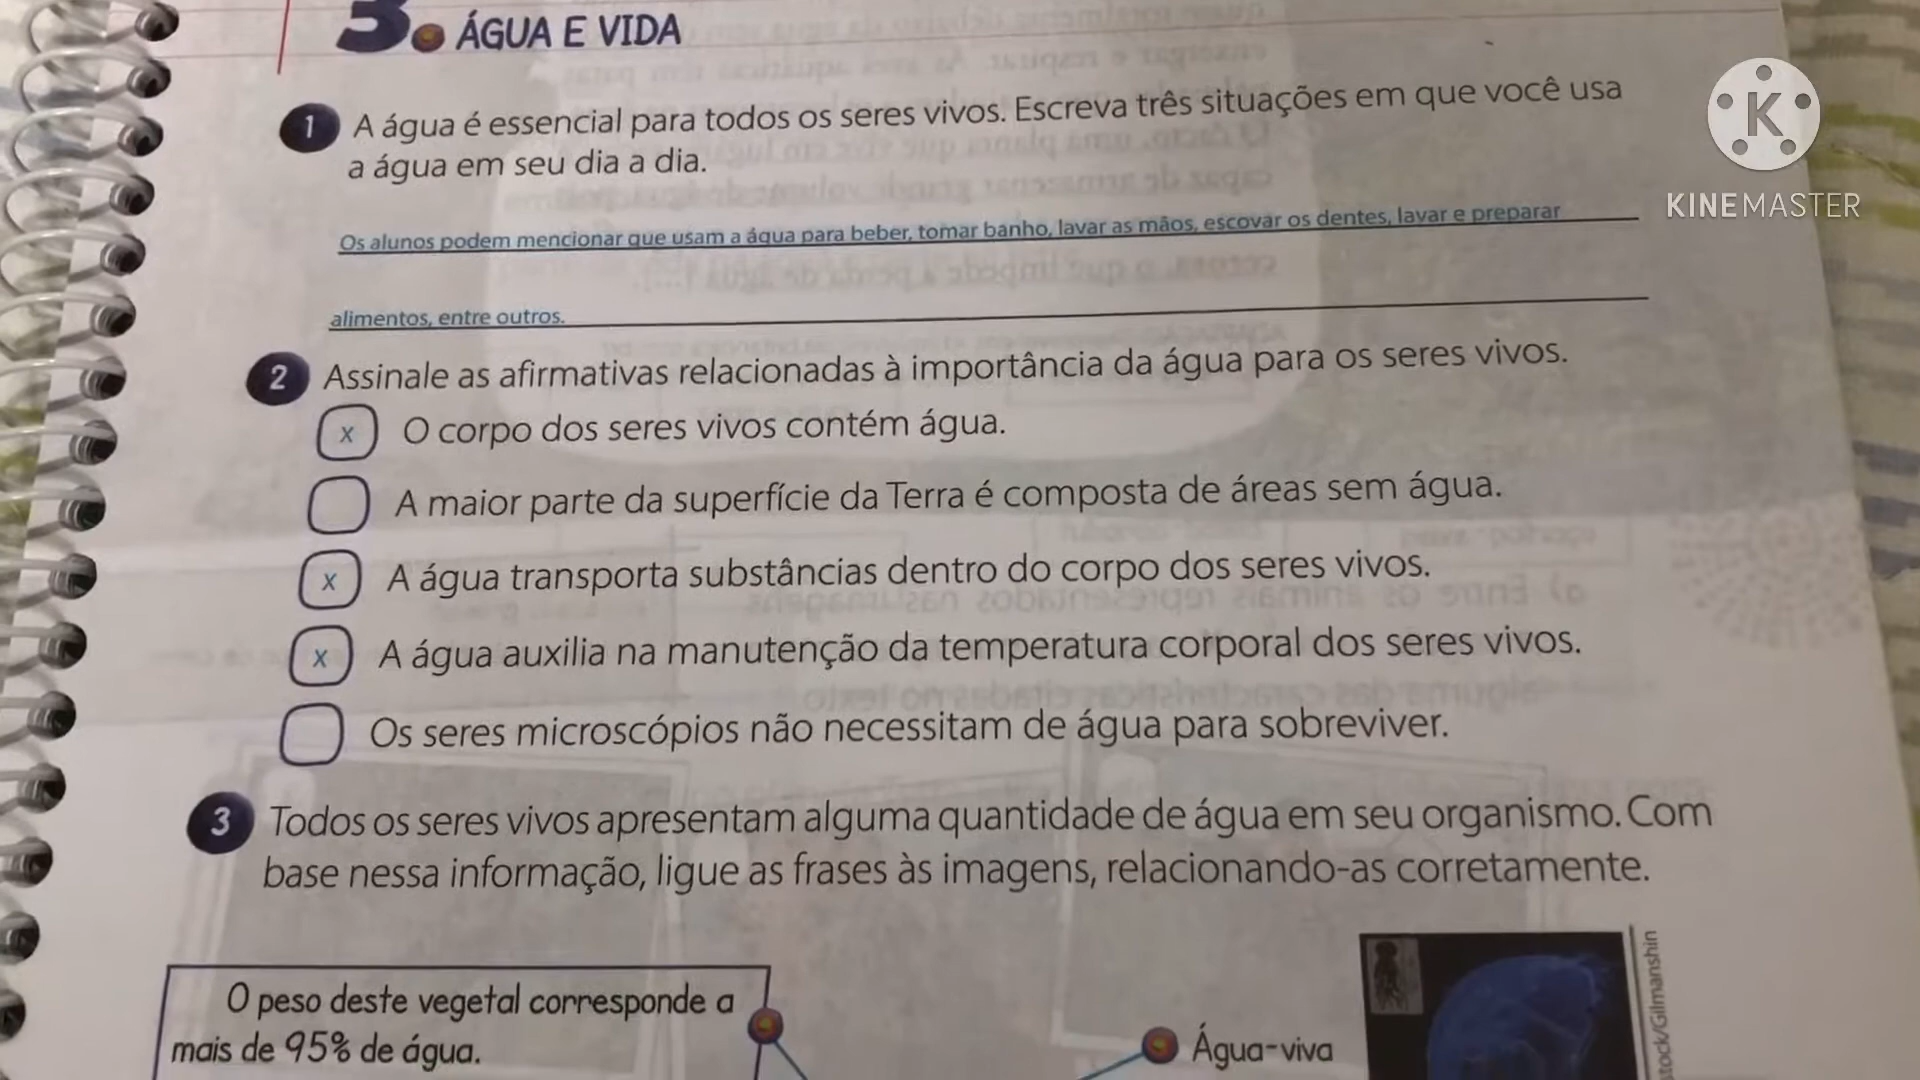 3. ÁGUA E VIDA
1 A água é essencial para todos os seres vivos. Escreva três situações em que você usa
a água em seu dia a dia.
Os alunos podem mencionar que usam a água para beber, tomar banho, lavar as mãos, escovar os dentes, lavar e preparar
alimentos, entre outros.
2 Assinale as afirmativas relacionadas à importância da água para os seres vivos.
x O corpo dos seres vivos contém água.
A maior parte da superfície da Terra é composta de áreas sem água.
x A água transporta substâncias dentro do corpo dos seres vivos.
x A água auxilia na manutenção da temperatura corporal dos seres vivos.
Os seres microscópios não necessitam de água para sobreviver.
3 Todos os seres vivos apresentam alguma quantidade de água em seu organismo. Com
base nessa informação, ligue as frases às imagens, relacionando-as corretamente.
O peso deste vegetal corresponde a
mais de 95% de água.
Água-viva
tock/Gilmanshin
K
KINEMASTER